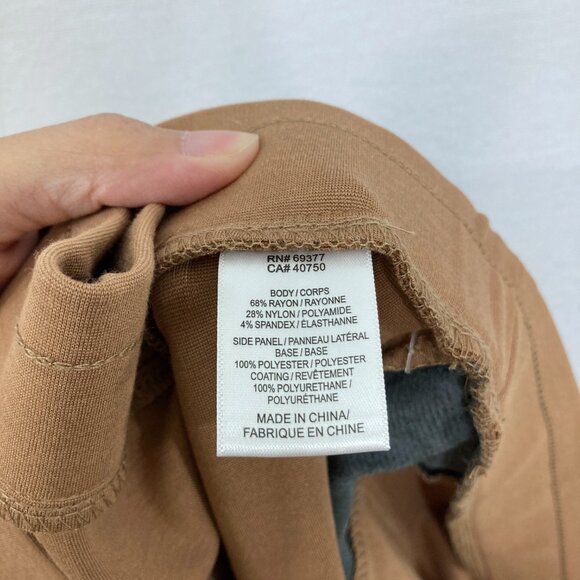 RN# 69377
CA# 40750
BODY / CORPS
68% RAYON / RAYONNE
28% NYLON / POLYAMIDE
4% SPANDEX / ÉLASTHANNE
SIDE PANEL / PANNEAU LATÉRAL
BASE / BASE
100% POLYESTER / POLYESTER
COATING / REVÊTEMENT
100% POLYURETHANE /
POLYURÉTHANE
MADE IN CHINA/
FABRIQUE EN CHINE